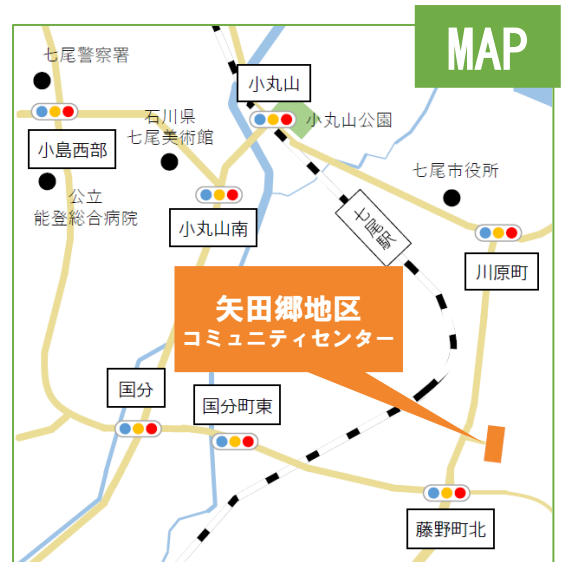 MAP
七尾警察署
小丸山
石川県
七尾美術館
小丸山公園
小島西部
七尾市役所
公立
能登総合病院
小丸山南
七尾駅
川原町
矢田郷地区
コミュニティセンター
国分
国分町東
藤野町北